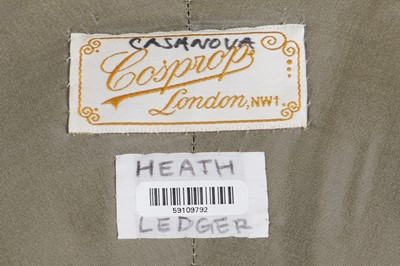 CASANOVA
Cosprop
London, NW1.
HEATH
59109792
LEDGER